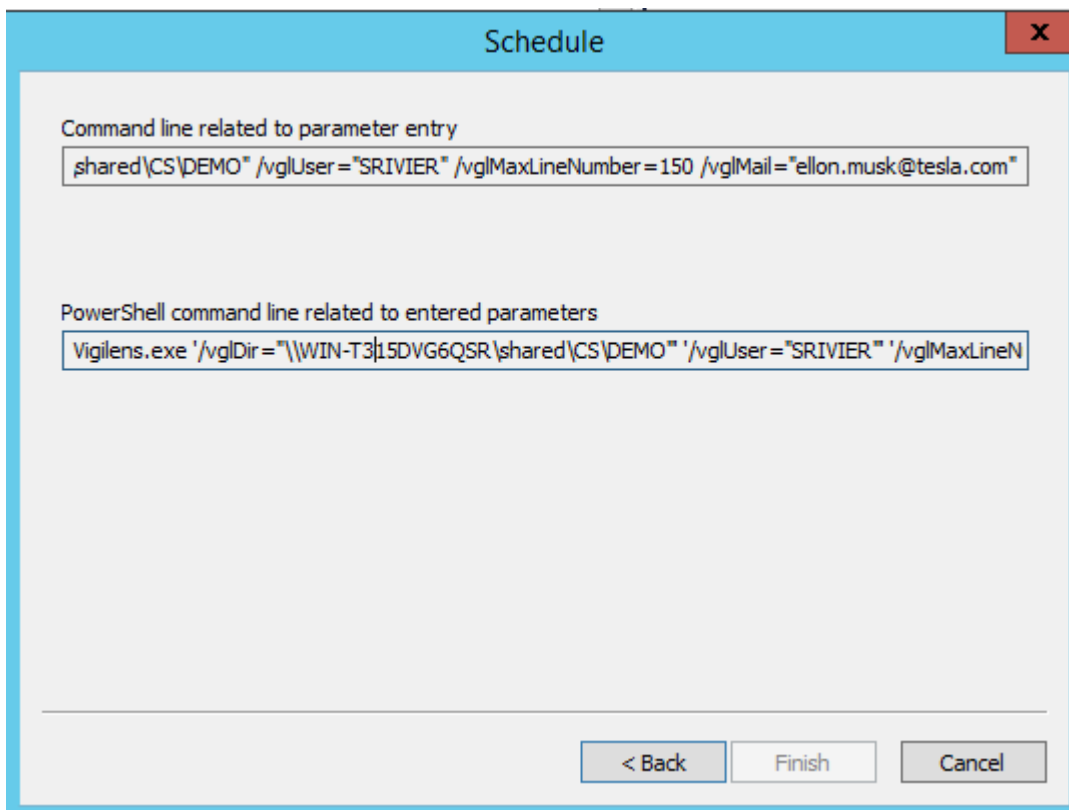 Schedule
x
Command line related to parameter entry
shared\CS\DEMO" /vglUser="SRIVIER" /vglMaxLineNumber=150 /vglMail="ellon.musk@tesla.com"
PowerShell command line related to entered parameters
Vigilens.exe '/vglDir="\\WIN-T315DVG6QSR\shared\CS\DEMO"' '/vglUser="SRIVIER"' '/vglMaxLineN
< Back Finish Cancel